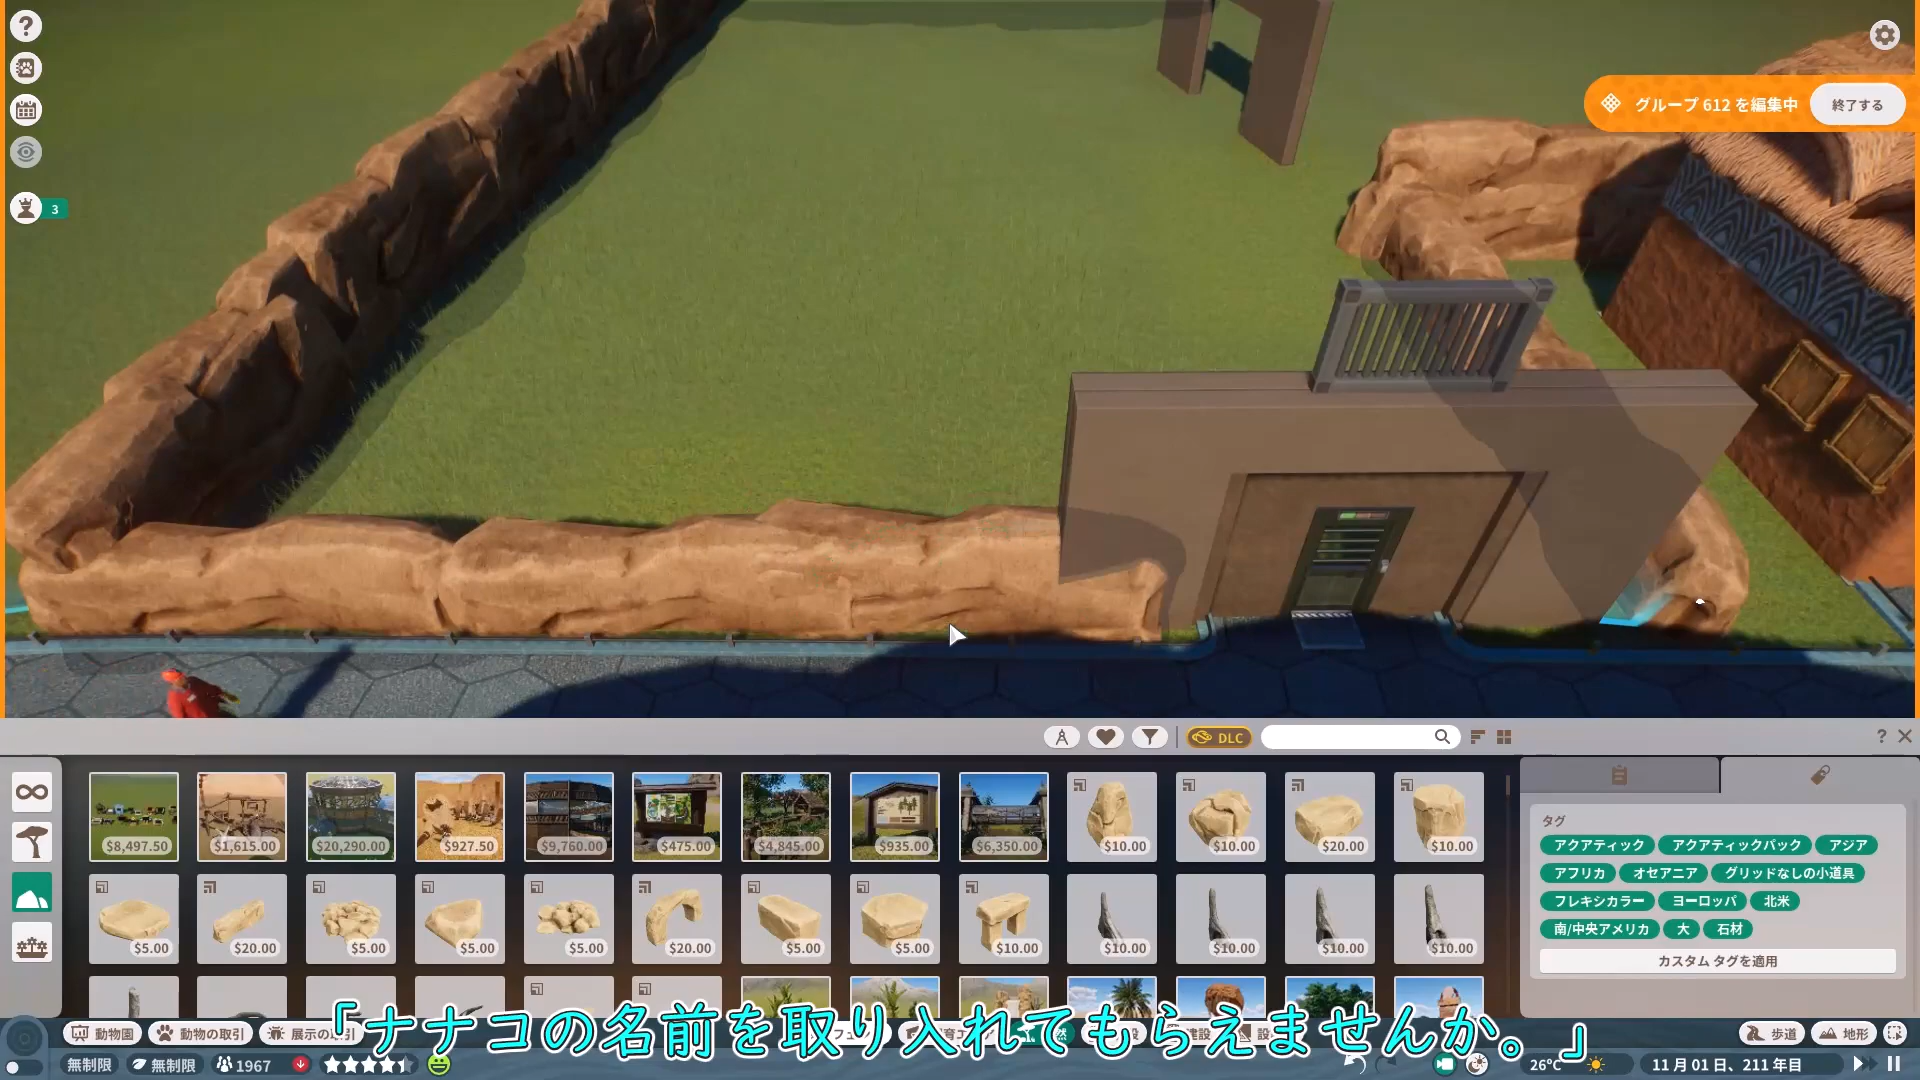 グループ 612 を編集中
終了する
3
DLC
$8,497.50
$1,615.00
$20,290.00
$927.50
$9,760.00
$475.00
$4,845.00
$935.00
$6,350.00
$10.00
$10.00
$20.00
$10.00
$5.00
$20.00
$5.00
$5.00
$5.00
$20.00
$5.00
$5.00
$10.00
$10.00
$10.00
$10.00
$10.00
タグ
アクアティック
アクアティックパック
アジア
アフリカ
オセアニア
グリッドなしの小道具
フレキシカラー
ヨーロッパ
北米
南/中央アメリカ
大
石材
カスタム タグを適用
動物園
動物の取引
展示の取引
「ナナコの名前を取り入れてもらえませんか。」
歩道
地形
無制限
無制限
1967
26°C
11 月 01 日、211 年目